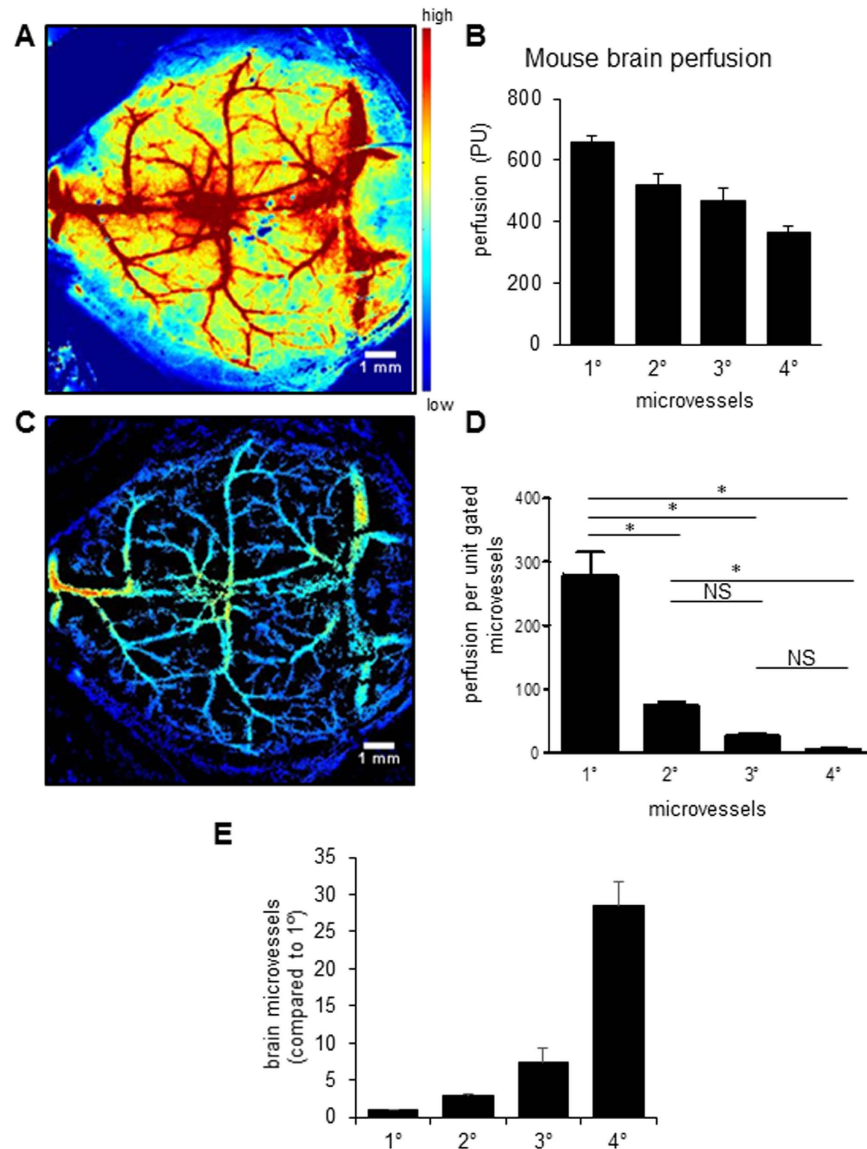 A
high
low
1 mm
B
Mouse brain perfusion
perfusion (PU)
800
600
400
200
0
1° 2° 3° 4°
microvessels
C
1 mm
D
perfusion per unit gated
microvessels
400
300
200
100
0
*
*
*
*
NS
NS
1° 2° 3° 4°
microvessels
E
brain microvessels
(compared to 1º)
35
30
25
20
15
10
5
0
1° 2° 3° 4°